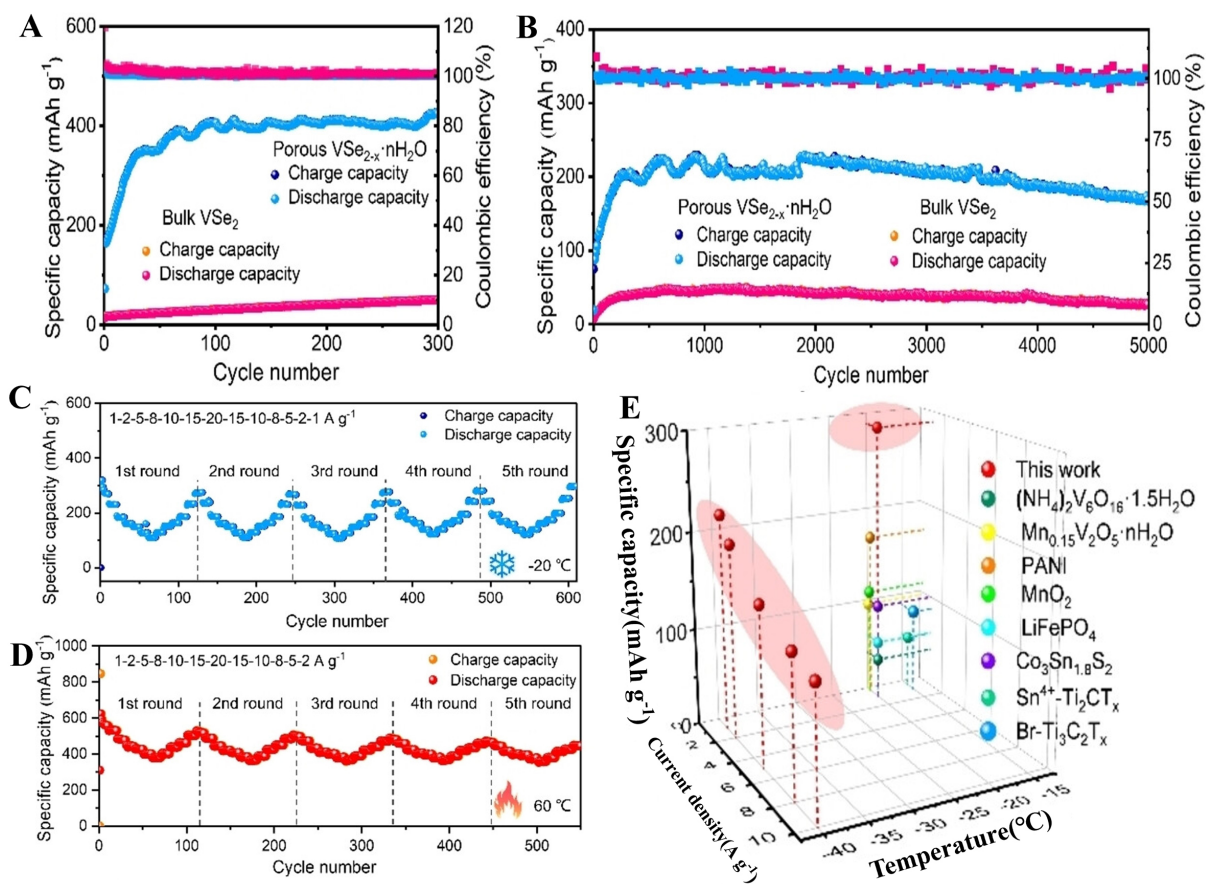 A
Specific capacity (mAh g⁻¹)
600
400
200
0
0
100
200
300
Cycle number
120
100
80
60
40
20
0
Coulombic efficiency (%)
Porous VSe₂₋ₓ·nH₂O
Charge capacity
Discharge capacity
Bulk VSe₂
Charge capacity
Discharge capacity
B
Specific capacity (mAh g⁻¹)
400
350
300
200
100
50
0
0
1000
2000
3000
4000
5000
Cycle number
100
75
50
25
0
Coulombic efficiency (%)
Porous VSe₂₋ₓ·nH₂O
Charge capacity
Discharge capacity
Bulk VSe₂
Charge capacity
Discharge capacity
C
Specific capacity (mAh g⁻¹)
600
400
200
0
1-2-5-8-10-15-20-15-10-8-5-2-1 A g⁻¹
Charge capacity
Discharge capacity
1st round
2nd round
3rd round
4th round
5th round
-20 ℃
0
100
200
300
400
500
600
Cycle number
D
Specific capacity (mAh g⁻¹)
1000
800
600
400
200
0
1-2-5-8-10-15-20-15-10-8-5-2 A g⁻¹
Charge capacity
Discharge capacity
1st round
2nd round
3rd round
4th round
5th round
60 ℃
0
100
200
300
400
500
Cycle number
E
Specific capacity(mAh g⁻¹)
300
200
100
0
2
4
6
8
10
Current density(A g⁻¹)
-40
-35
-30
-25
-20
-15
Temperature(°C)
This work
(NH₄)₂V₆O₁₆·1.5H₂O
Mn₀.₁₅V₂O₅·nH₂O
PANI
MnO₂
LiFePO₄
Co₃Sn₁.₈S₂
Sn⁴⁺-Ti₂CTₓ
Br-Ti₃C₂Tₓ